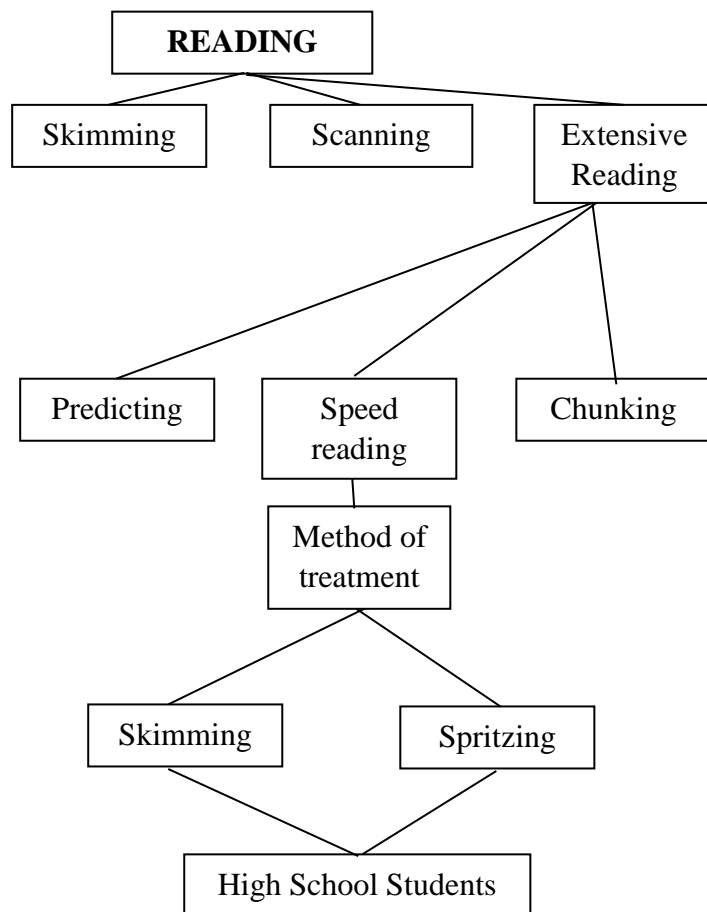 READING
Skimming
Scanning
Extensive
Reading
Predicting
Speed
reading
Chunking
Method of
treatment
Skimming
Spritzing
High School Students